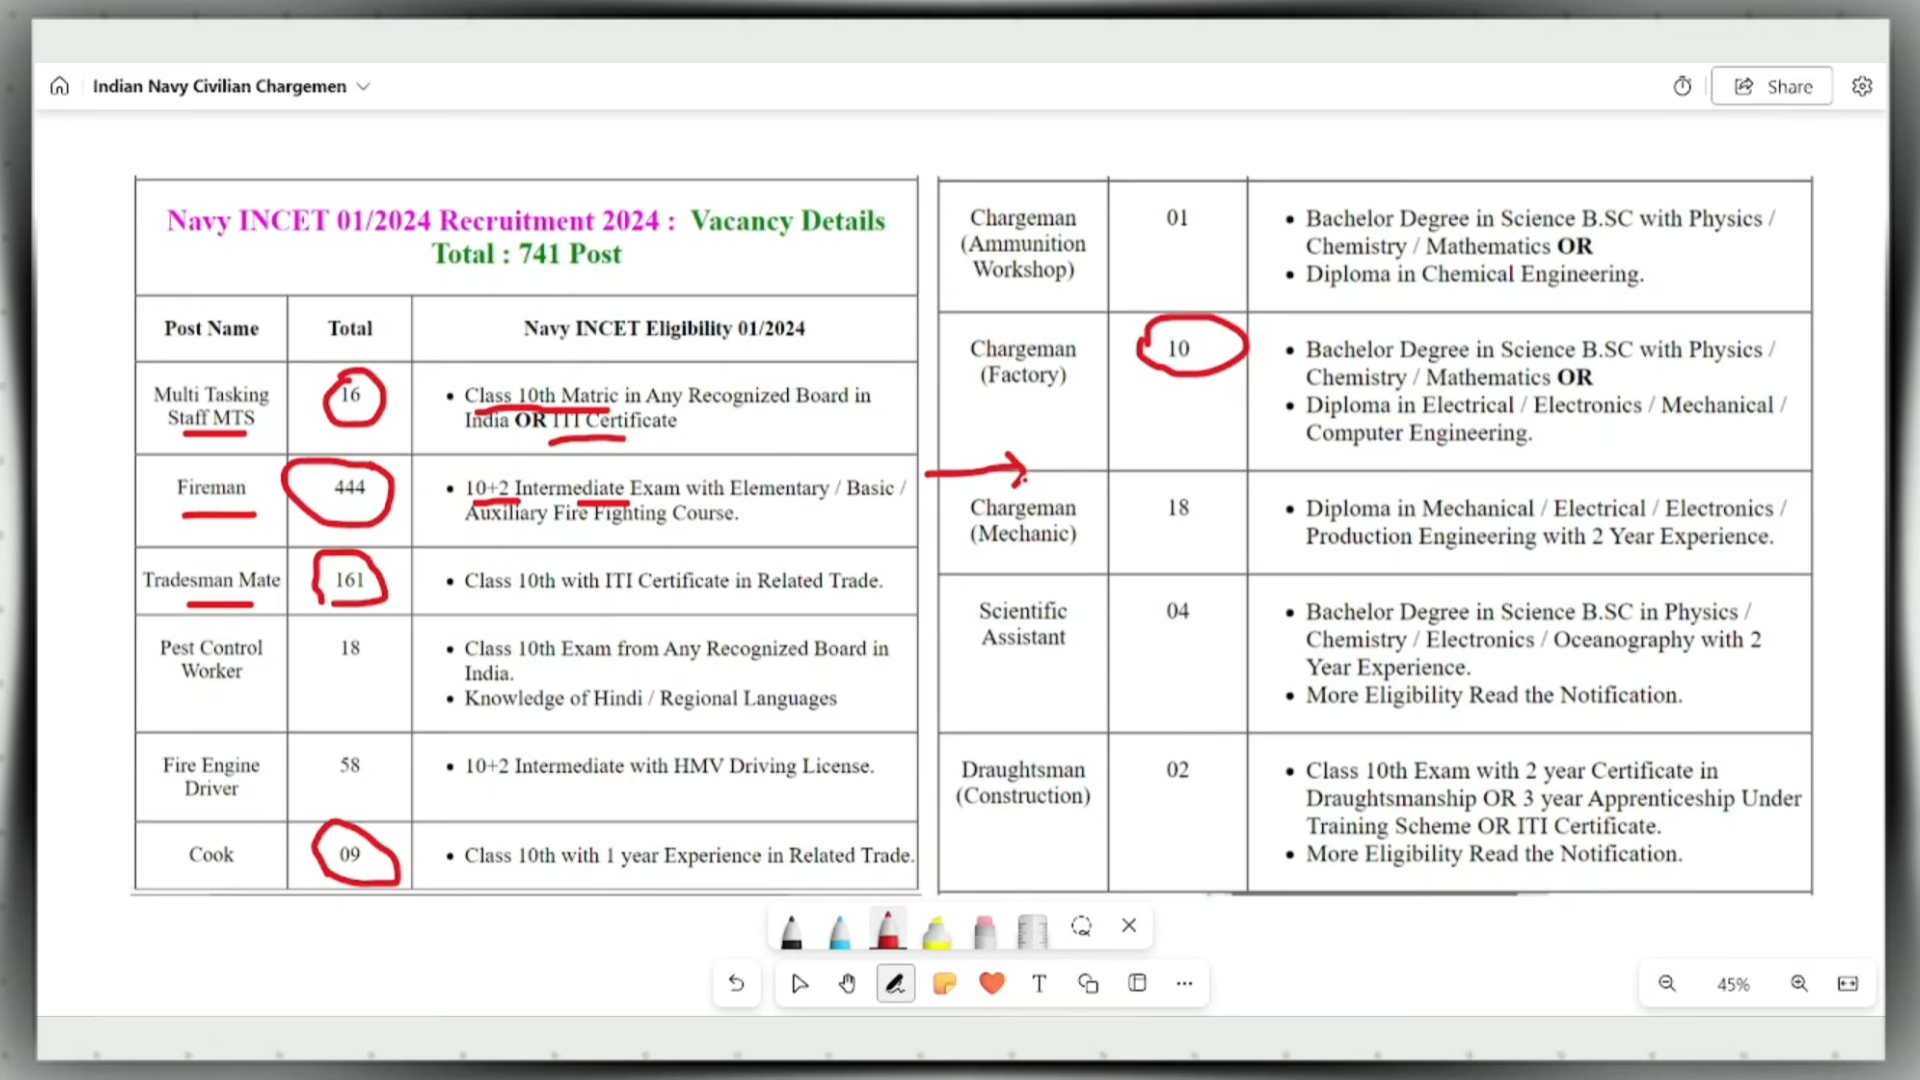 Indian Navy Civilian Chargemen
Share
Navy INCET 01/2024 Recruitment 2024 : Vacancy Details
Total : 741 Post
Post Name Total Navy INCET Eligibility 01/2024
Multi Tasking
Staff MTS
16
• Class 10th Matric in Any Recognized Board in
India OR ITI Certificate
Fireman
444
• 10+2 Intermediate Exam with Elementary / Basic /
Auxiliary Fire Fighting Course.
Tradesman Mate
161
• Class 10th with ITI Certificate in Related Trade.
Pest Control
Worker
18
• Class 10th Exam from Any Recognized Board in
India.
• Knowledge of Hindi / Regional Languages
Fire Engine
Driver
58
• 10+2 Intermediate with HMV Driving License.
Cook
09
• Class 10th with 1 year Experience in Related Trade.
Chargeman
(Ammunition
Workshop)
01
• Bachelor Degree in Science B.SC with Physics /
Chemistry / Mathematics OR
• Diploma in Chemical Engineering.
Chargeman
(Factory)
10
• Bachelor Degree in Science B.SC with Physics /
Chemistry / Mathematics OR
• Diploma in Electrical / Electronics / Mechanical /
Computer Engineering.
Chargeman
(Mechanic)
18
• Diploma in Mechanical / Electrical / Electronics /
Production Engineering with 2 Year Experience.
Scientific
Assistant
04
• Bachelor Degree in Science B.SC in Physics /
Chemistry / Electronics / Oceanography with 2
Year Experience.
• More Eligibility Read the Notification.
Draughtsman
(Construction)
02
• Class 10th Exam with 2 year Certificate in
Draughtsmanship OR 3 year Apprenticeship Under
Training Scheme OR ITI Certificate.
• More Eligibility Read the Notification.
45%